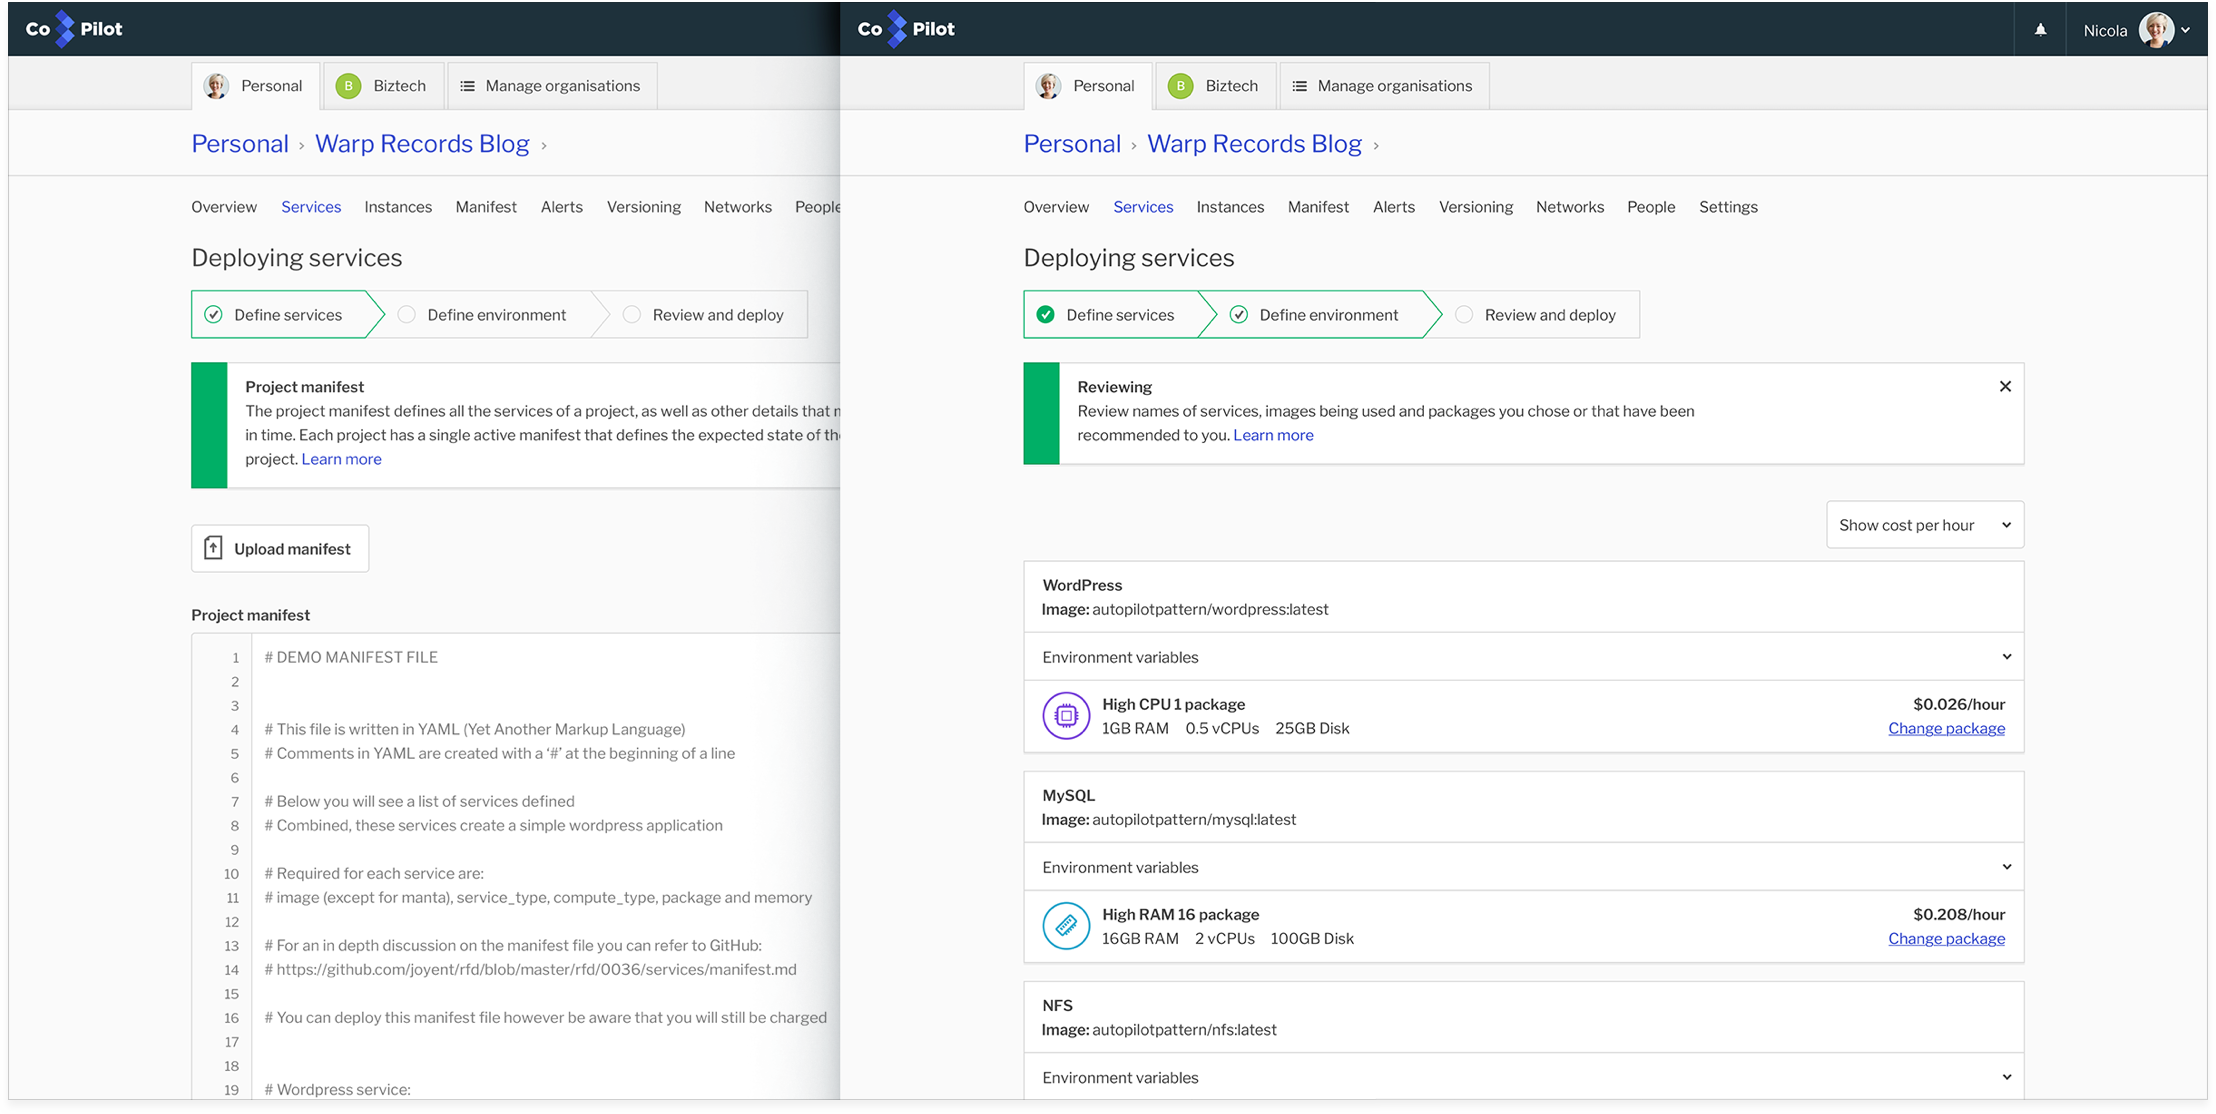 Co Pilot
Personal
B Biztech
Manage organisations
Personal › Warp Records Blog ›
Overview Services Instances Manifest Alerts Versioning Networks People
Deploying services
Define services
Define environment
Review and deploy
Project manifest
The project manifest defines all the services of a project, as well as other details that
in time. Each project has a single active manifest that defines the expected state of
project. Learn more
Upload manifest
Project manifest
1 # DEMO MANIFEST FILE
2
3
4 # This file is written in YAML (Yet Another Markup Language)
5 # Comments in YAML are created with a ‘#’ at the beginning of a line
6
7 # Below you will see a list of services defined
8 # Combined, these services create a simple wordpress application
9
10 # Required for each service are:
11 # image (except for manta), service_type, compute_type, package and memory
12
13 # For an in depth discussion on the manifest file you can refer to GitHub:
14 # https://github.com/joyent/rfd/blob/master/rfd/0036/services/manifest.md
15
16 # You can deploy this manifest file however be aware that you will still be charged
17
18
19 # Wordpress service:
Co Pilot
Nicola
Personal
B Biztech
Manage organisations
Personal › Warp Records Blog ›
Overview Services Instances Manifest Alerts Versioning Networks People Settings
Deploying services
Define services
Define environment
Review and deploy
Reviewing
Review names of services, images being used and packages you chose or that have been
recommended to you. Learn more
Show cost per hour
WordPress
Image: autopilotpattern/wordpress:latest
Environment variables
High CPU 1 package $0.026/hour
1GB RAM 0.5 vCPUs 25GB Disk Change package
MySQL
Image: autopilotpattern/mysql:latest
Environment variables
High RAM 16 package $0.208/hour
16GB RAM 2 vCPUs 100GB Disk Change package
NFS
Image: autopilotpattern/nfs:latest
Environment variables